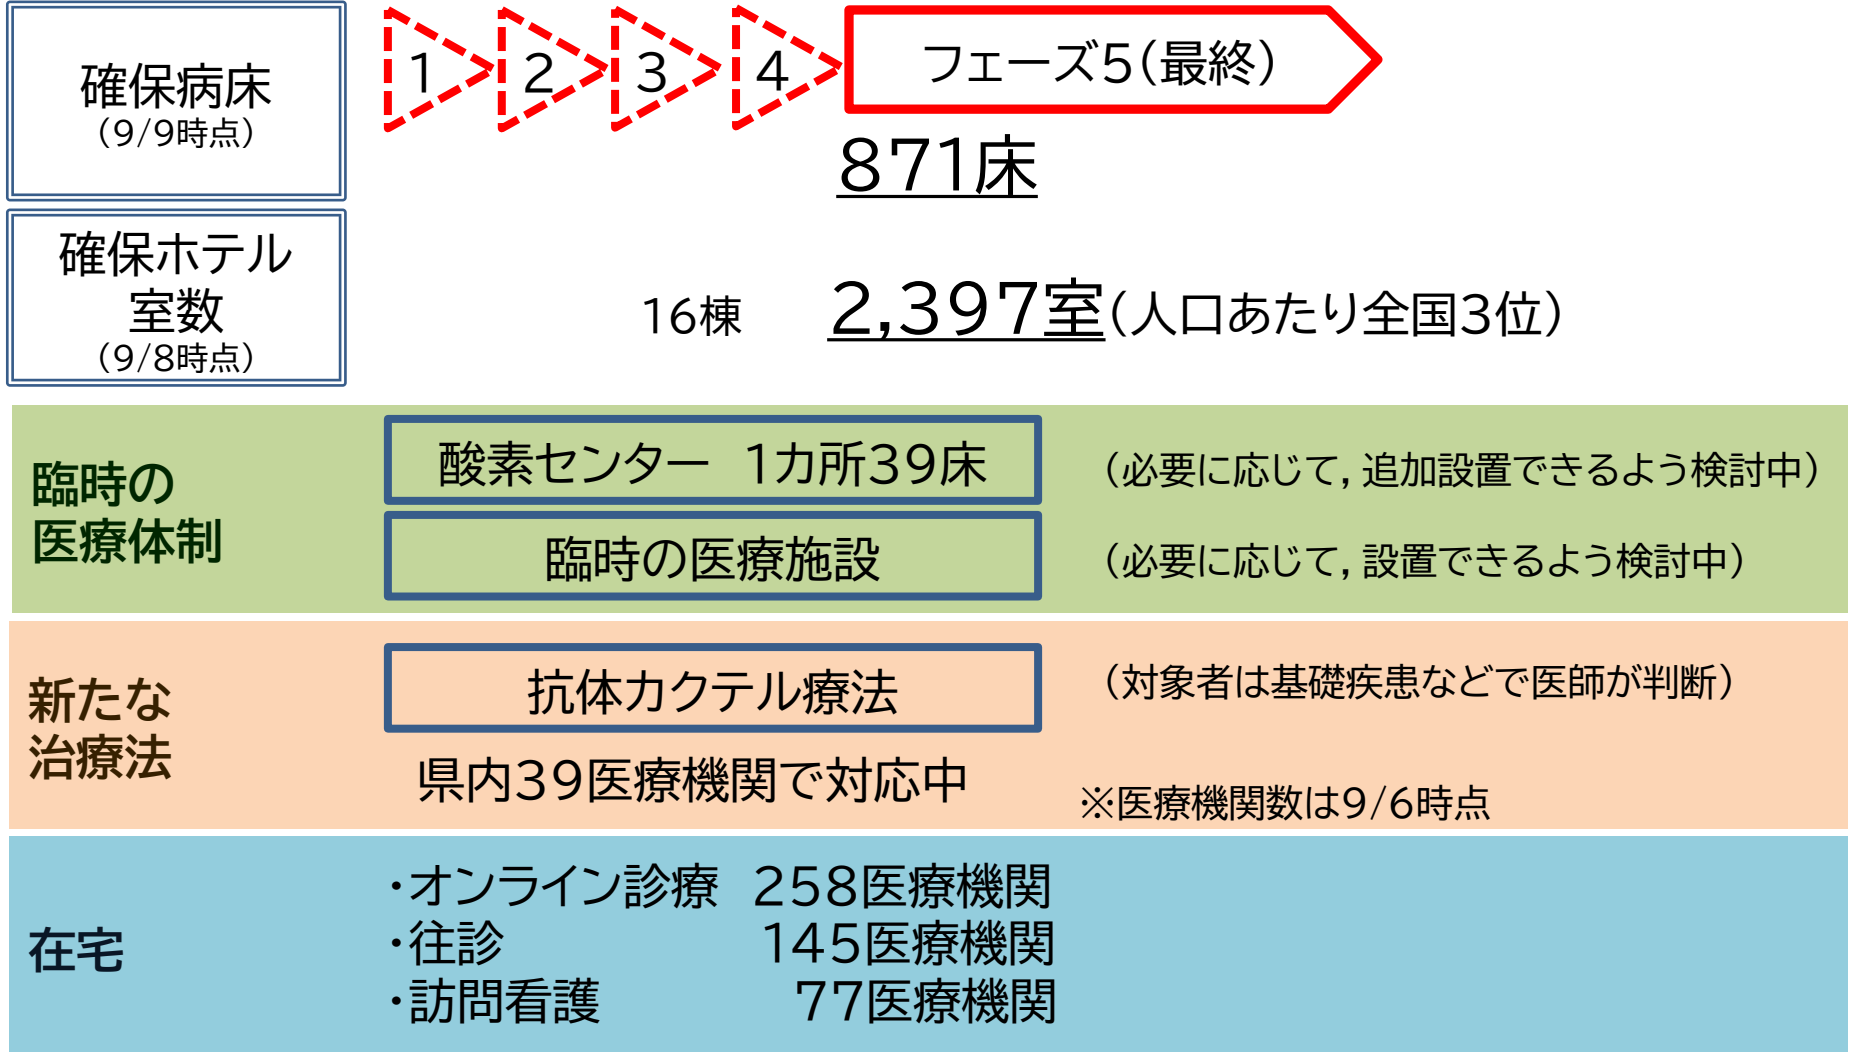 確保病床
（9/9時点）
1 2 3 4 フェーズ5（最終）
871床
確保ホテル
室数
（9/8時点）
16棟 2,397室（人口あたり全国3位）
臨時の
医療体制
酸素センター 1カ所39床
（必要に応じて，追加設置できるよう検討中）
臨時の医療施設
（必要に応じて，設置できるよう検討中）
新たな
治療法
抗体カクテル療法
（対象者は基礎疾患などで医師が判断）
県内39医療機関で対応中
※医療機関数は9/6時点
在宅
・オンライン診療 258医療機関
・往診 145医療機関
・訪問看護 77医療機関